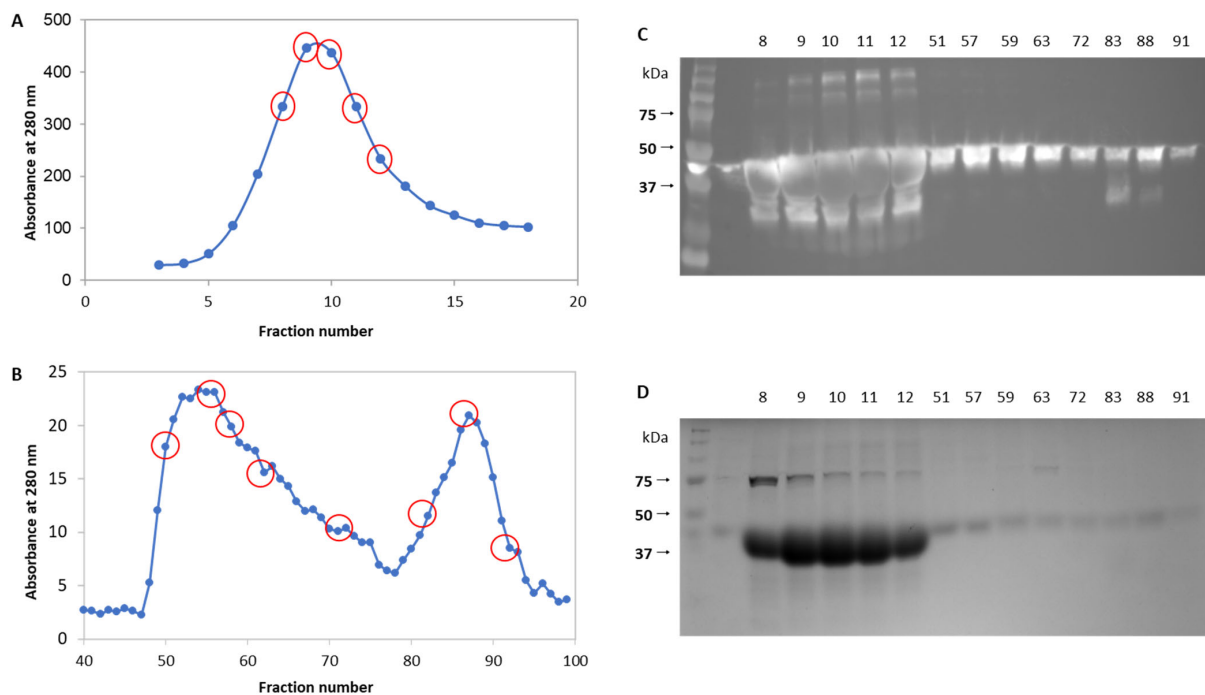 A
500
400
300
200
100
0
0 5 10 15 20
Absorbance at 280 nm
Fraction number
B
25
20
15
10
5
0
40 50 60 70 80 90 100
Absorbance at 280 nm
Fraction number
C
8 9 10 11 12 51 57 59 63 72 83 88 91
kDa
75→
50→
37→
D
8 9 10 11 12 51 57 59 63 72 83 88 91
kDa
75→
50→
37→